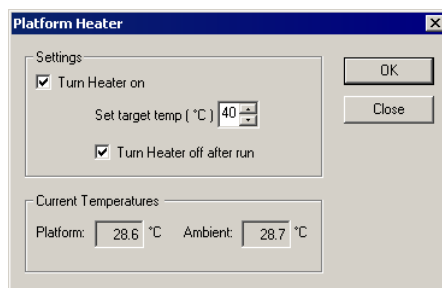 Platform Heater
Settings
Turn Heater on
Set target temp ( °C ) 40
Turn Heater off after run
OK
Close
Current Temperatures
Platform: 28.6 °C Ambient: 28.7 °C